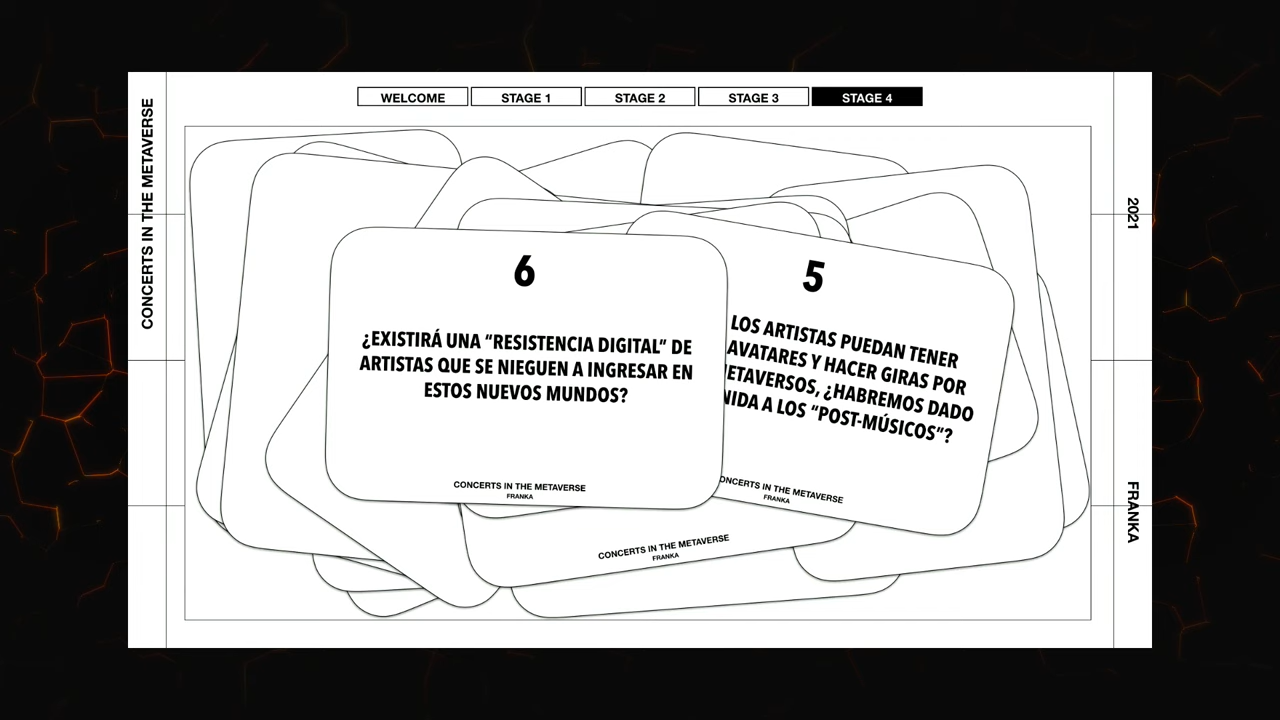 WELCOME
STAGE 1
STAGE 2
STAGE 3
STAGE 4
CONCERTS IN THE METAVERSE
2021
FRANKA
6
¿EXISTIRÁ UNA "RESISTENCIA DIGITAL" DE
ARTISTAS QUE SE NIEGUEN A INGRESAR EN
ESTOS NUEVOS MUNDOS?
CONCERTS IN THE METAVERSE
FRANKA
5
LOS ARTISTAS PUEDAN TENER
AVATARES Y HACER GIRAS POR
¿HABREMOS DADO
A LOS "POST-MÚSICOS"?
IN THE METAVERSE
FRANKA
CONCERTS IN THE METAVERSE
FRANKA